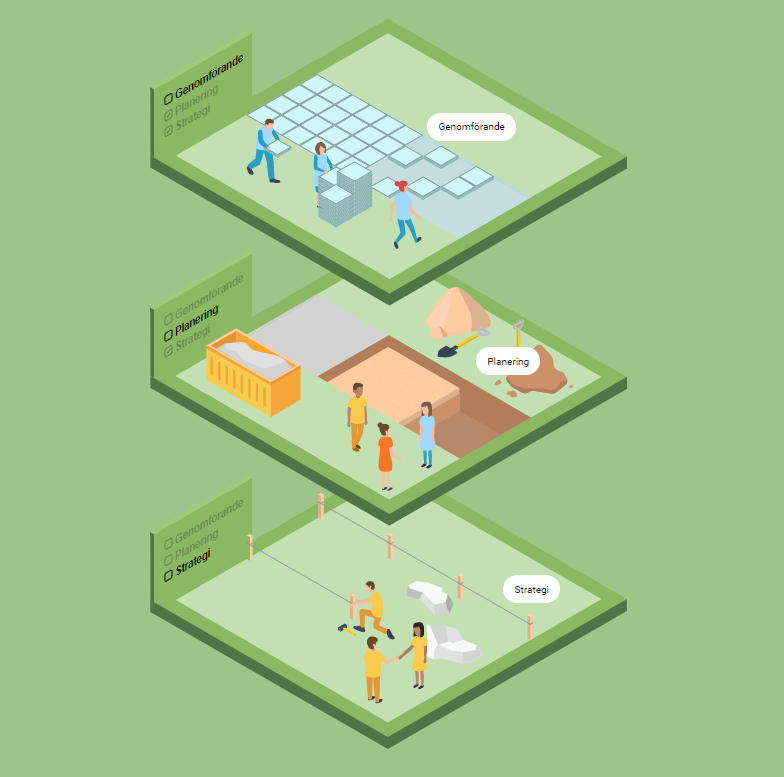 Genomförande
Planering
Strategi
Genomförande
Genomförande
Planering
Strategi
Planering
Genomförande
Planering
Strategi
Strategi